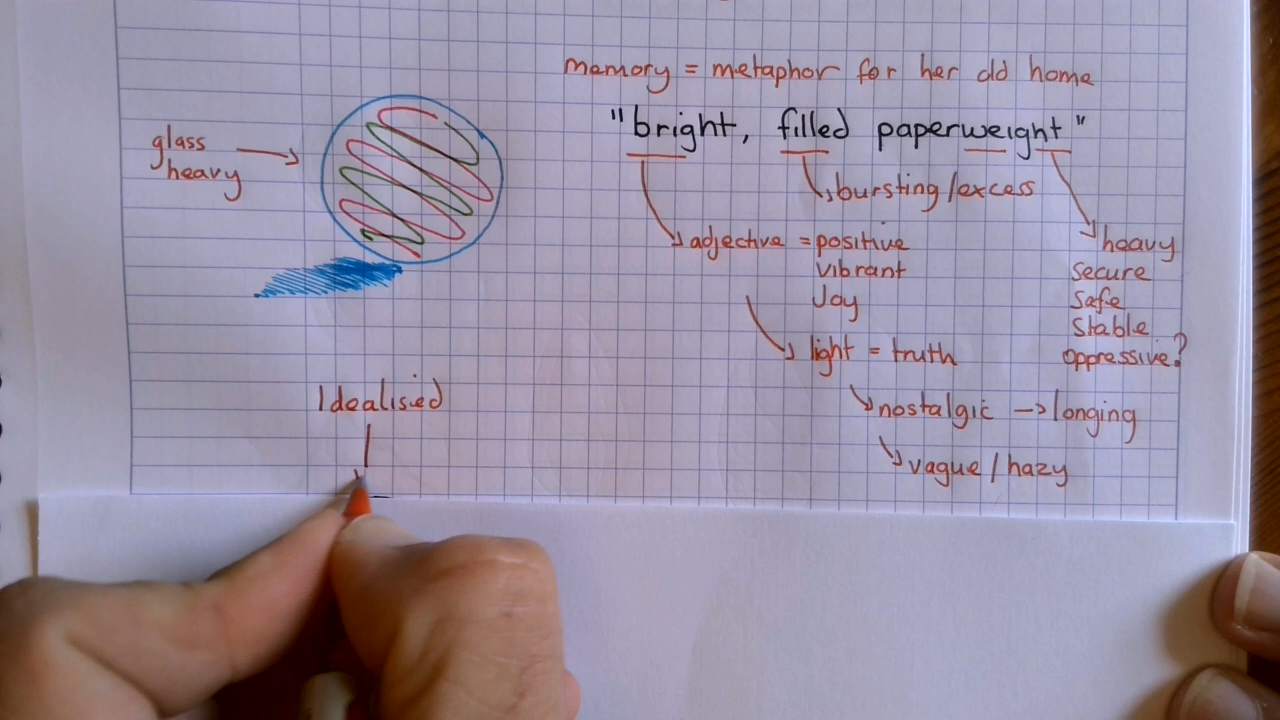 memory = metaphor for her old home
"bright, filled paperweight"
glass
heavy
bursting/excess
adjective = positive
vibrant
Joy
heavy
secure
safe
stable
oppressive?
light = truth
nostalgic → longing
vague/hazy
Idealised